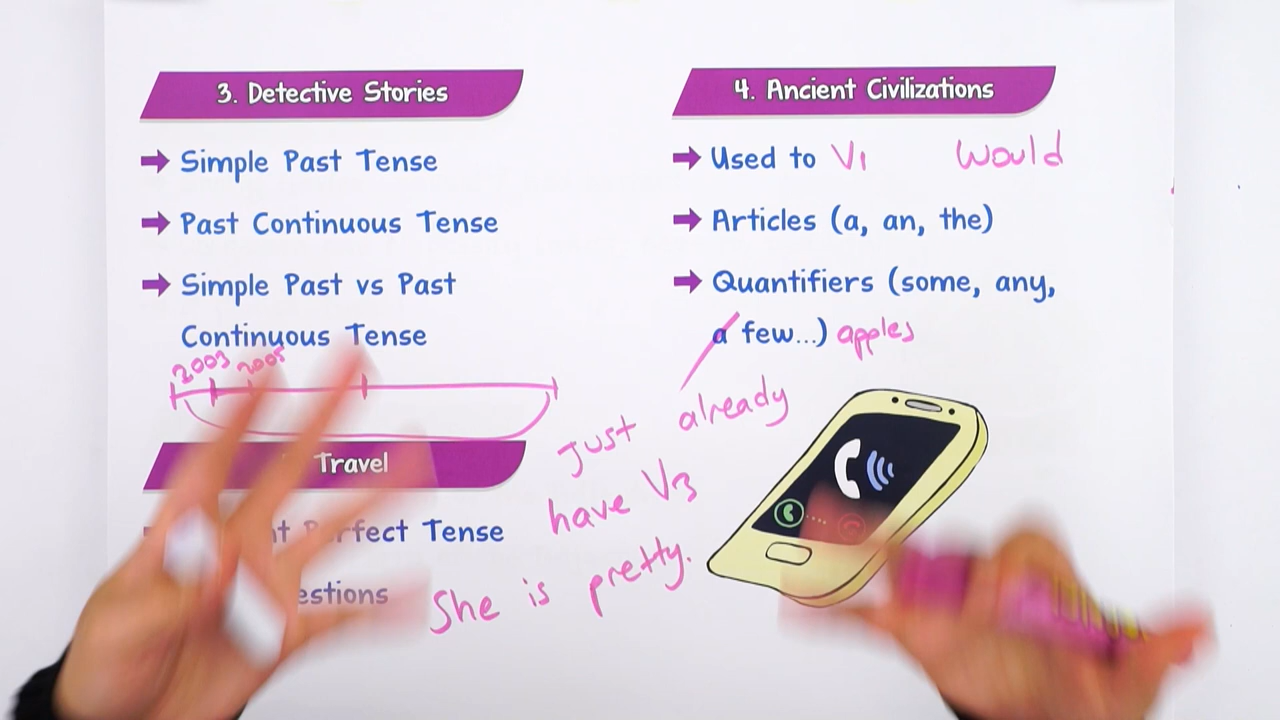 3. Detective Stories
Simple Past Tense
Past Continuous Tense
Simple Past vs Past
Continuous Tense
2003 2005
Travel
Perfect Tense
4. Ancient Civilizations
Used to V1 would
Articles (a, an, the)
Quantifiers (some, any,
a few...) apples
Just already
have V3
She is pretty.